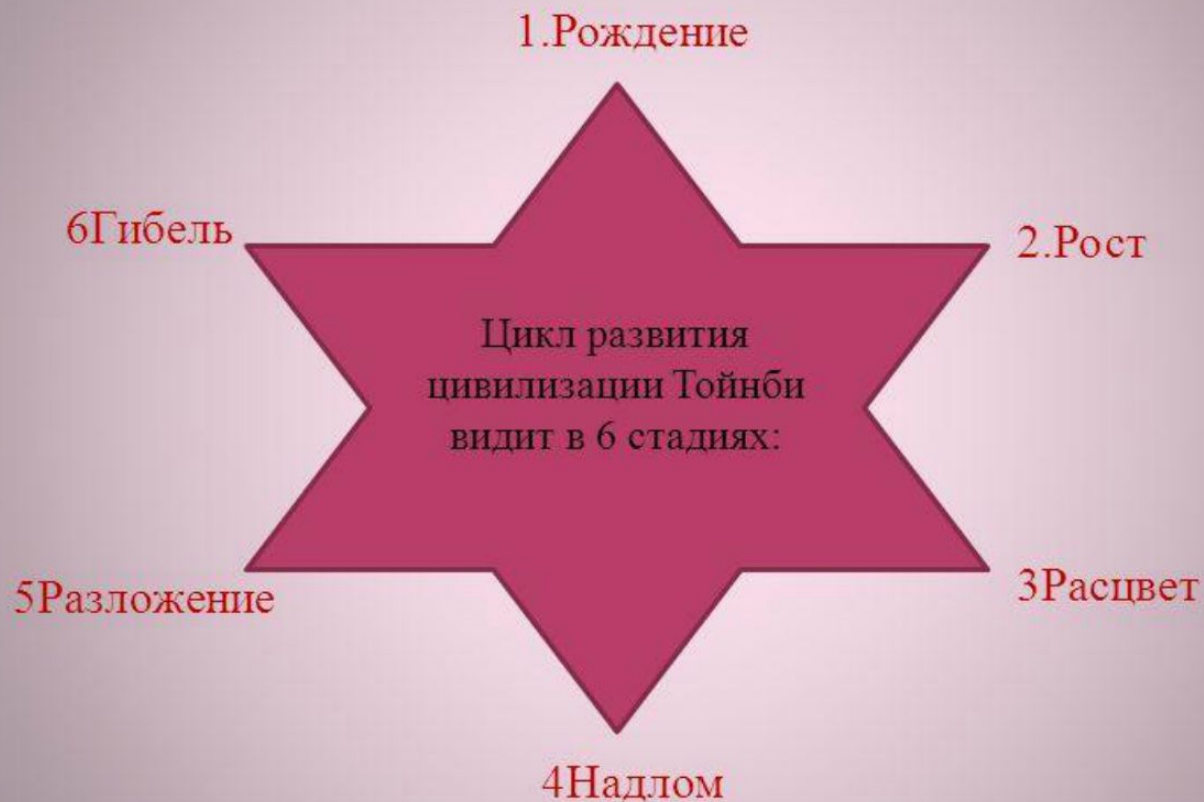 1.Рождение
6Гибель
2.Рост
Цикл развития
цивилизации Тойнби
видит в 6 стадиях:
5Разложение
3Расцвет
4Надлом